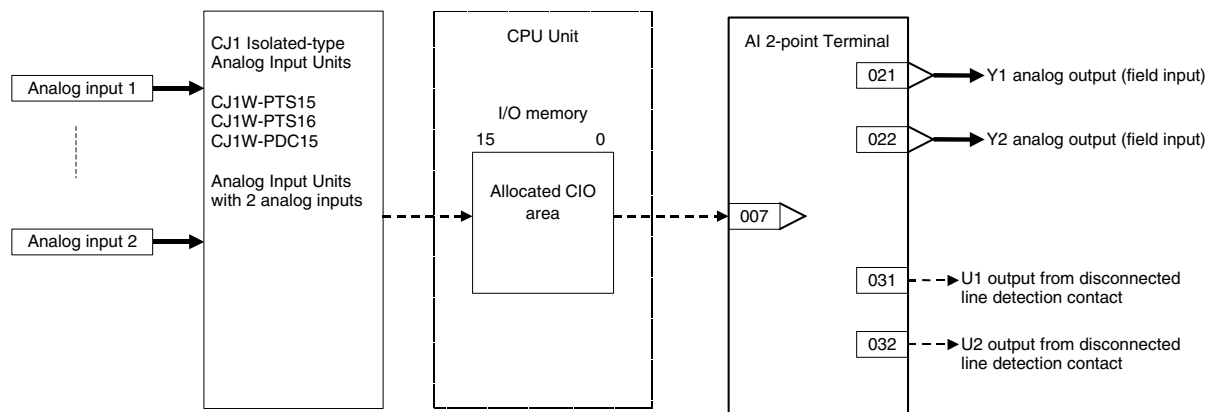 CJ1 Isolated-type
Analog Input Units
CJ1W-PTS15
CJ1W-PTS16
CJ1W-PDC15
Analog Input Units
with 2 analog inputs
Analog input 1
Analog input 2
CPU Unit
I/O memory
15 0
Allocated CIO
area
AI 2-point Terminal
021 Y1 analog output (field input)
022 Y2 analog output (field input)
007
031 U1 output from disconnected
line detection contact
032 U2 output from disconnected
line detection contact